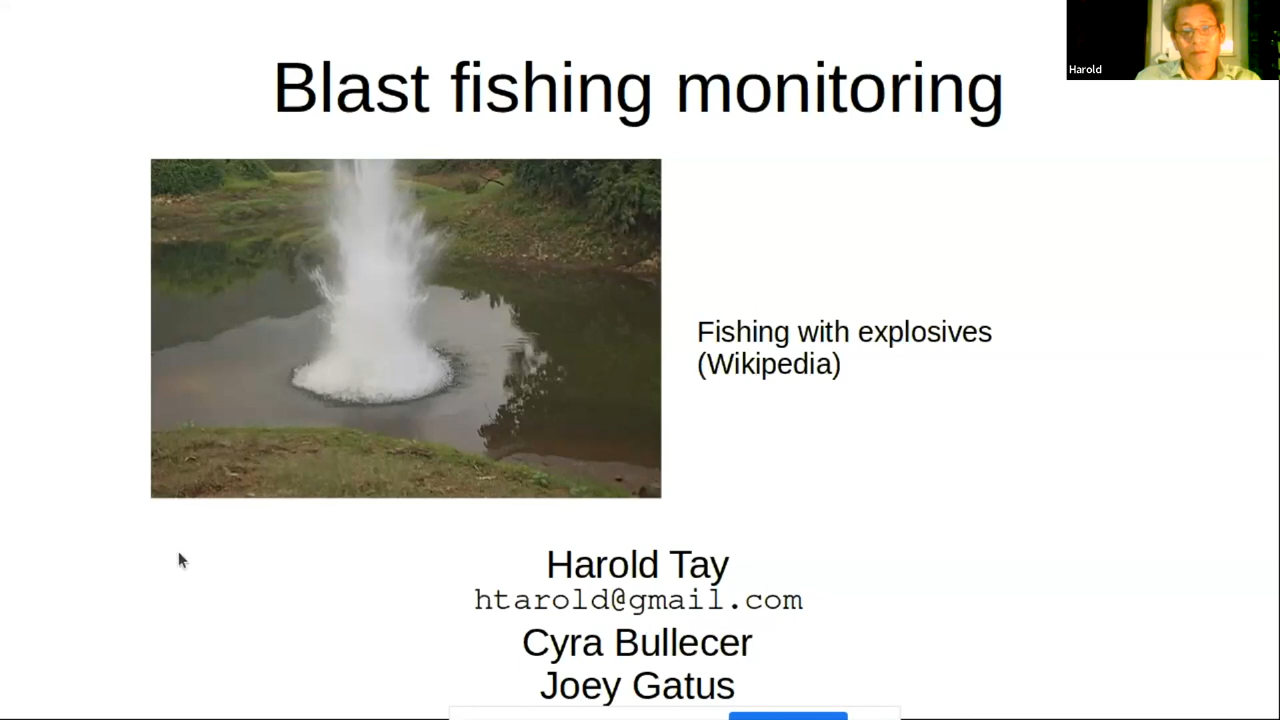 Blast fishing monitoring
Harold
Fishing with explosives
(Wikipedia)
Harold Tay
htarold@gmail.com
Cyra Bullecer
Joey Gatus